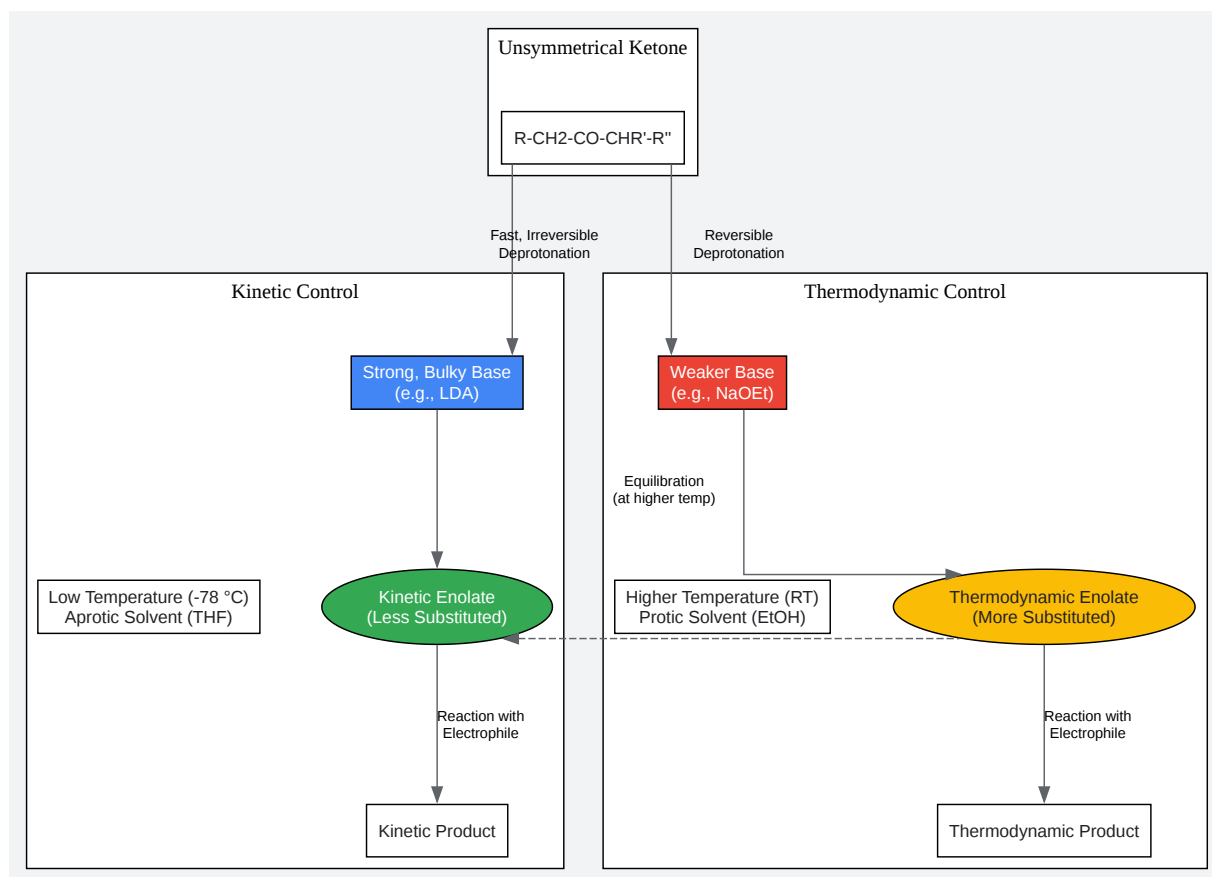 Unsymmetrical Ketone
R-CH2-CO-CHR'-R"
Fast, Irreversible
Deprotonation
Reversible
Deprotonation
Kinetic Control
Strong, Bulky Base
(e.g., LDA)
Low Temperature (-78 °C)
Aprotic Solvent (THF)
Kinetic Enolate
(Less Substituted)
Reaction with
Electrophile
Kinetic Product
Thermodynamic Control
Weaker Base
(e.g., NaOEt)
Equilibration
(at higher temp)
Higher Temperature (RT)
Protic Solvent (EtOH)
Thermodynamic Enolate
(More Substituted)
Reaction with
Electrophile
Thermodynamic Product